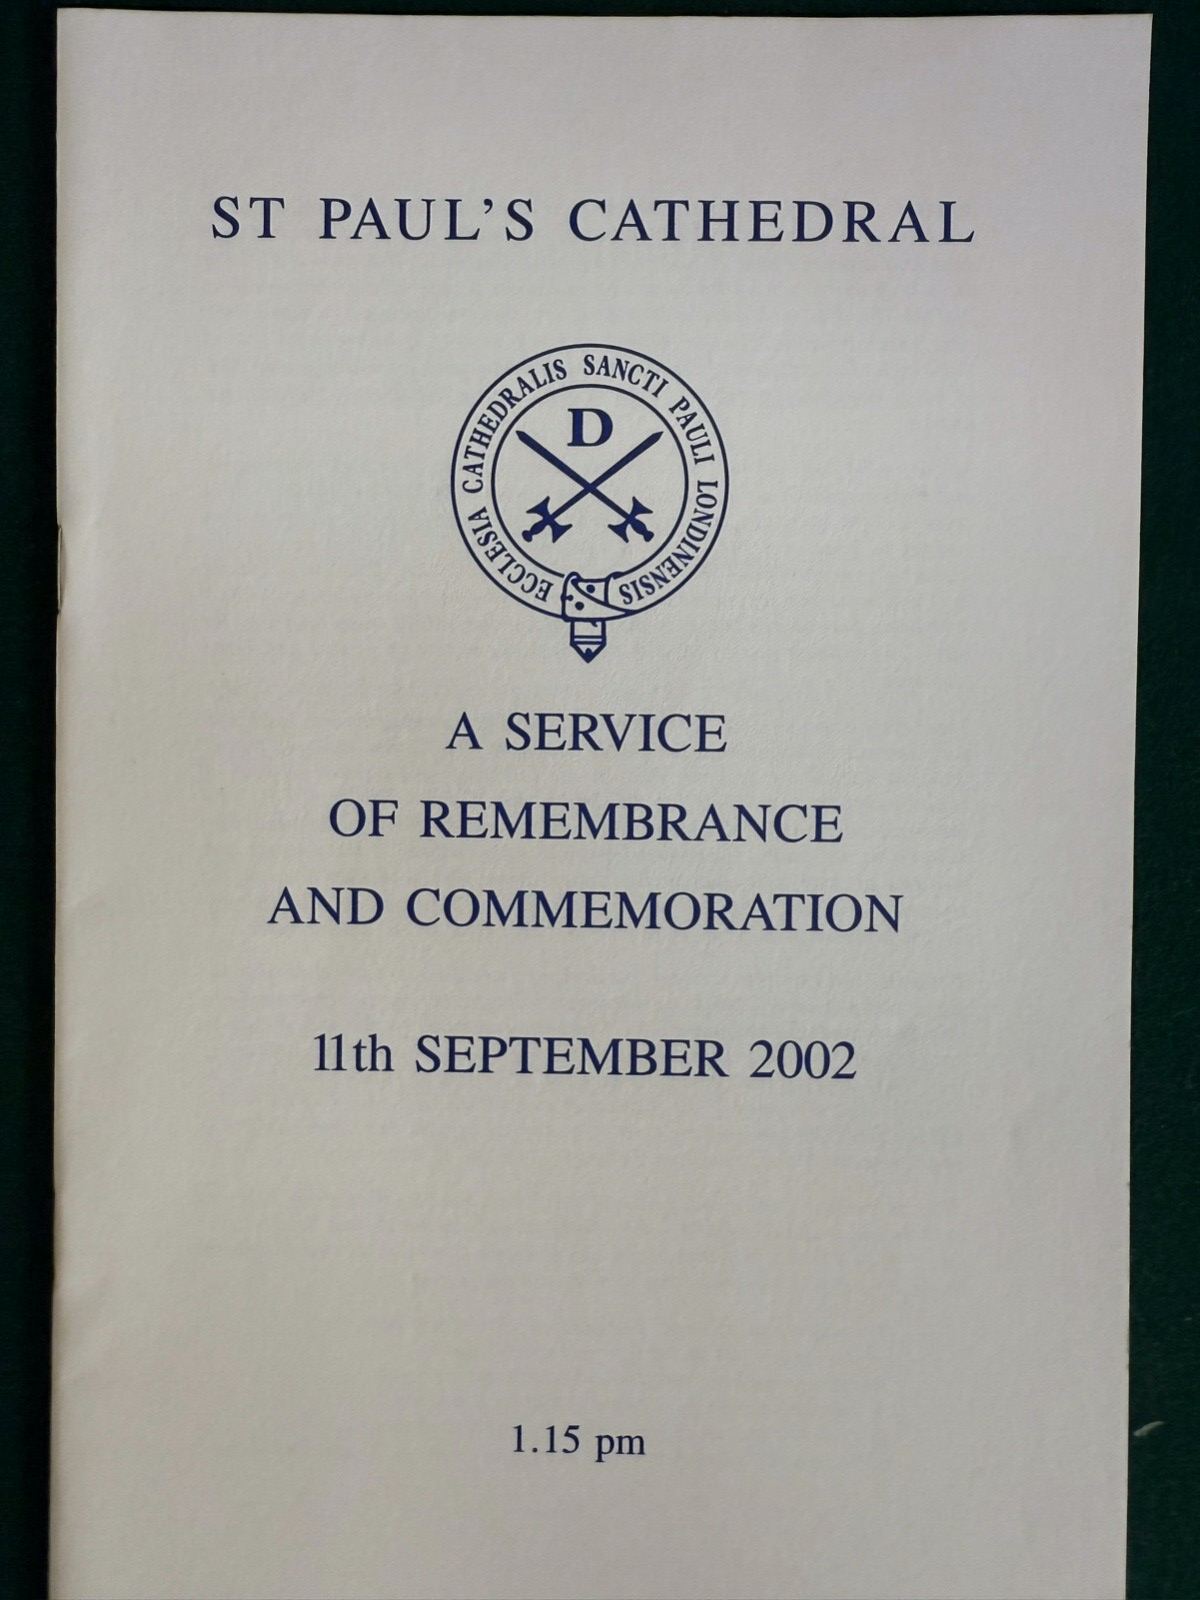 ST PAUL'S CATHEDRAL
ECCLESIA CATHEDRALIS SANCTI PAULI LONDINENSIS
D
A SERVICE
OF REMEMBRANCE
AND COMMEMORATION
11th SEPTEMBER 2002
1.15 pm